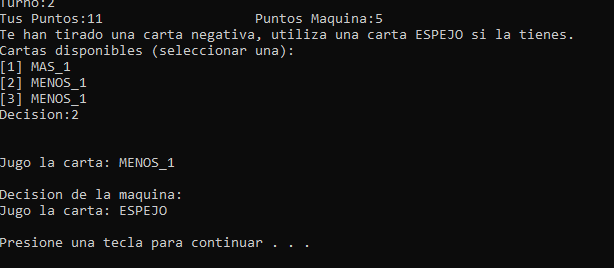 Turno:2
Tus Puntos:11 Puntos Maquina:5
Te han tirado una carta negativa, utiliza una carta ESPEJO si la tienes.
Cartas disponibles (seleccionar una):
[1] MAS_1
[2] MENOS_1
[3] MENOS_1
Decision:2
Jugo la carta: MENOS_1
Decision de la maquina:
Jugo la carta: ESPEJO
Presione una tecla para continuar . . .